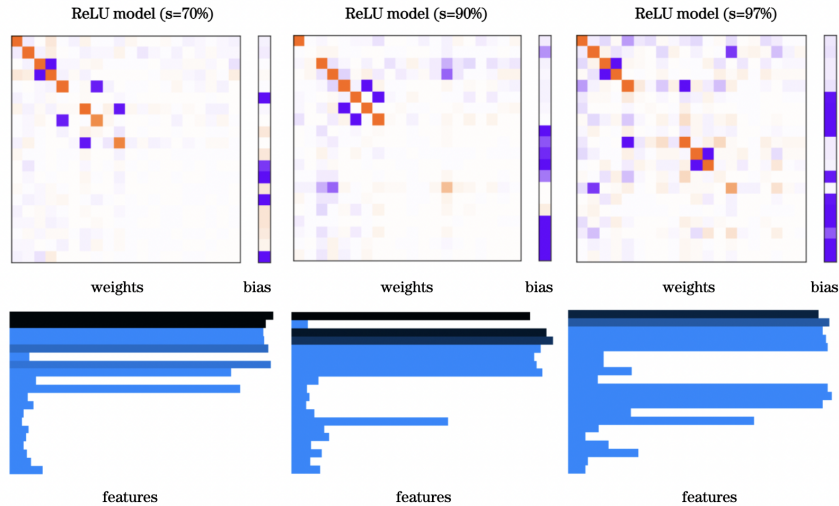 ReLU model (s=70%)
ReLU model (s=90%)
ReLU model (s=97%)
weights
bias
weights
bias
weights
bias
features
features
features